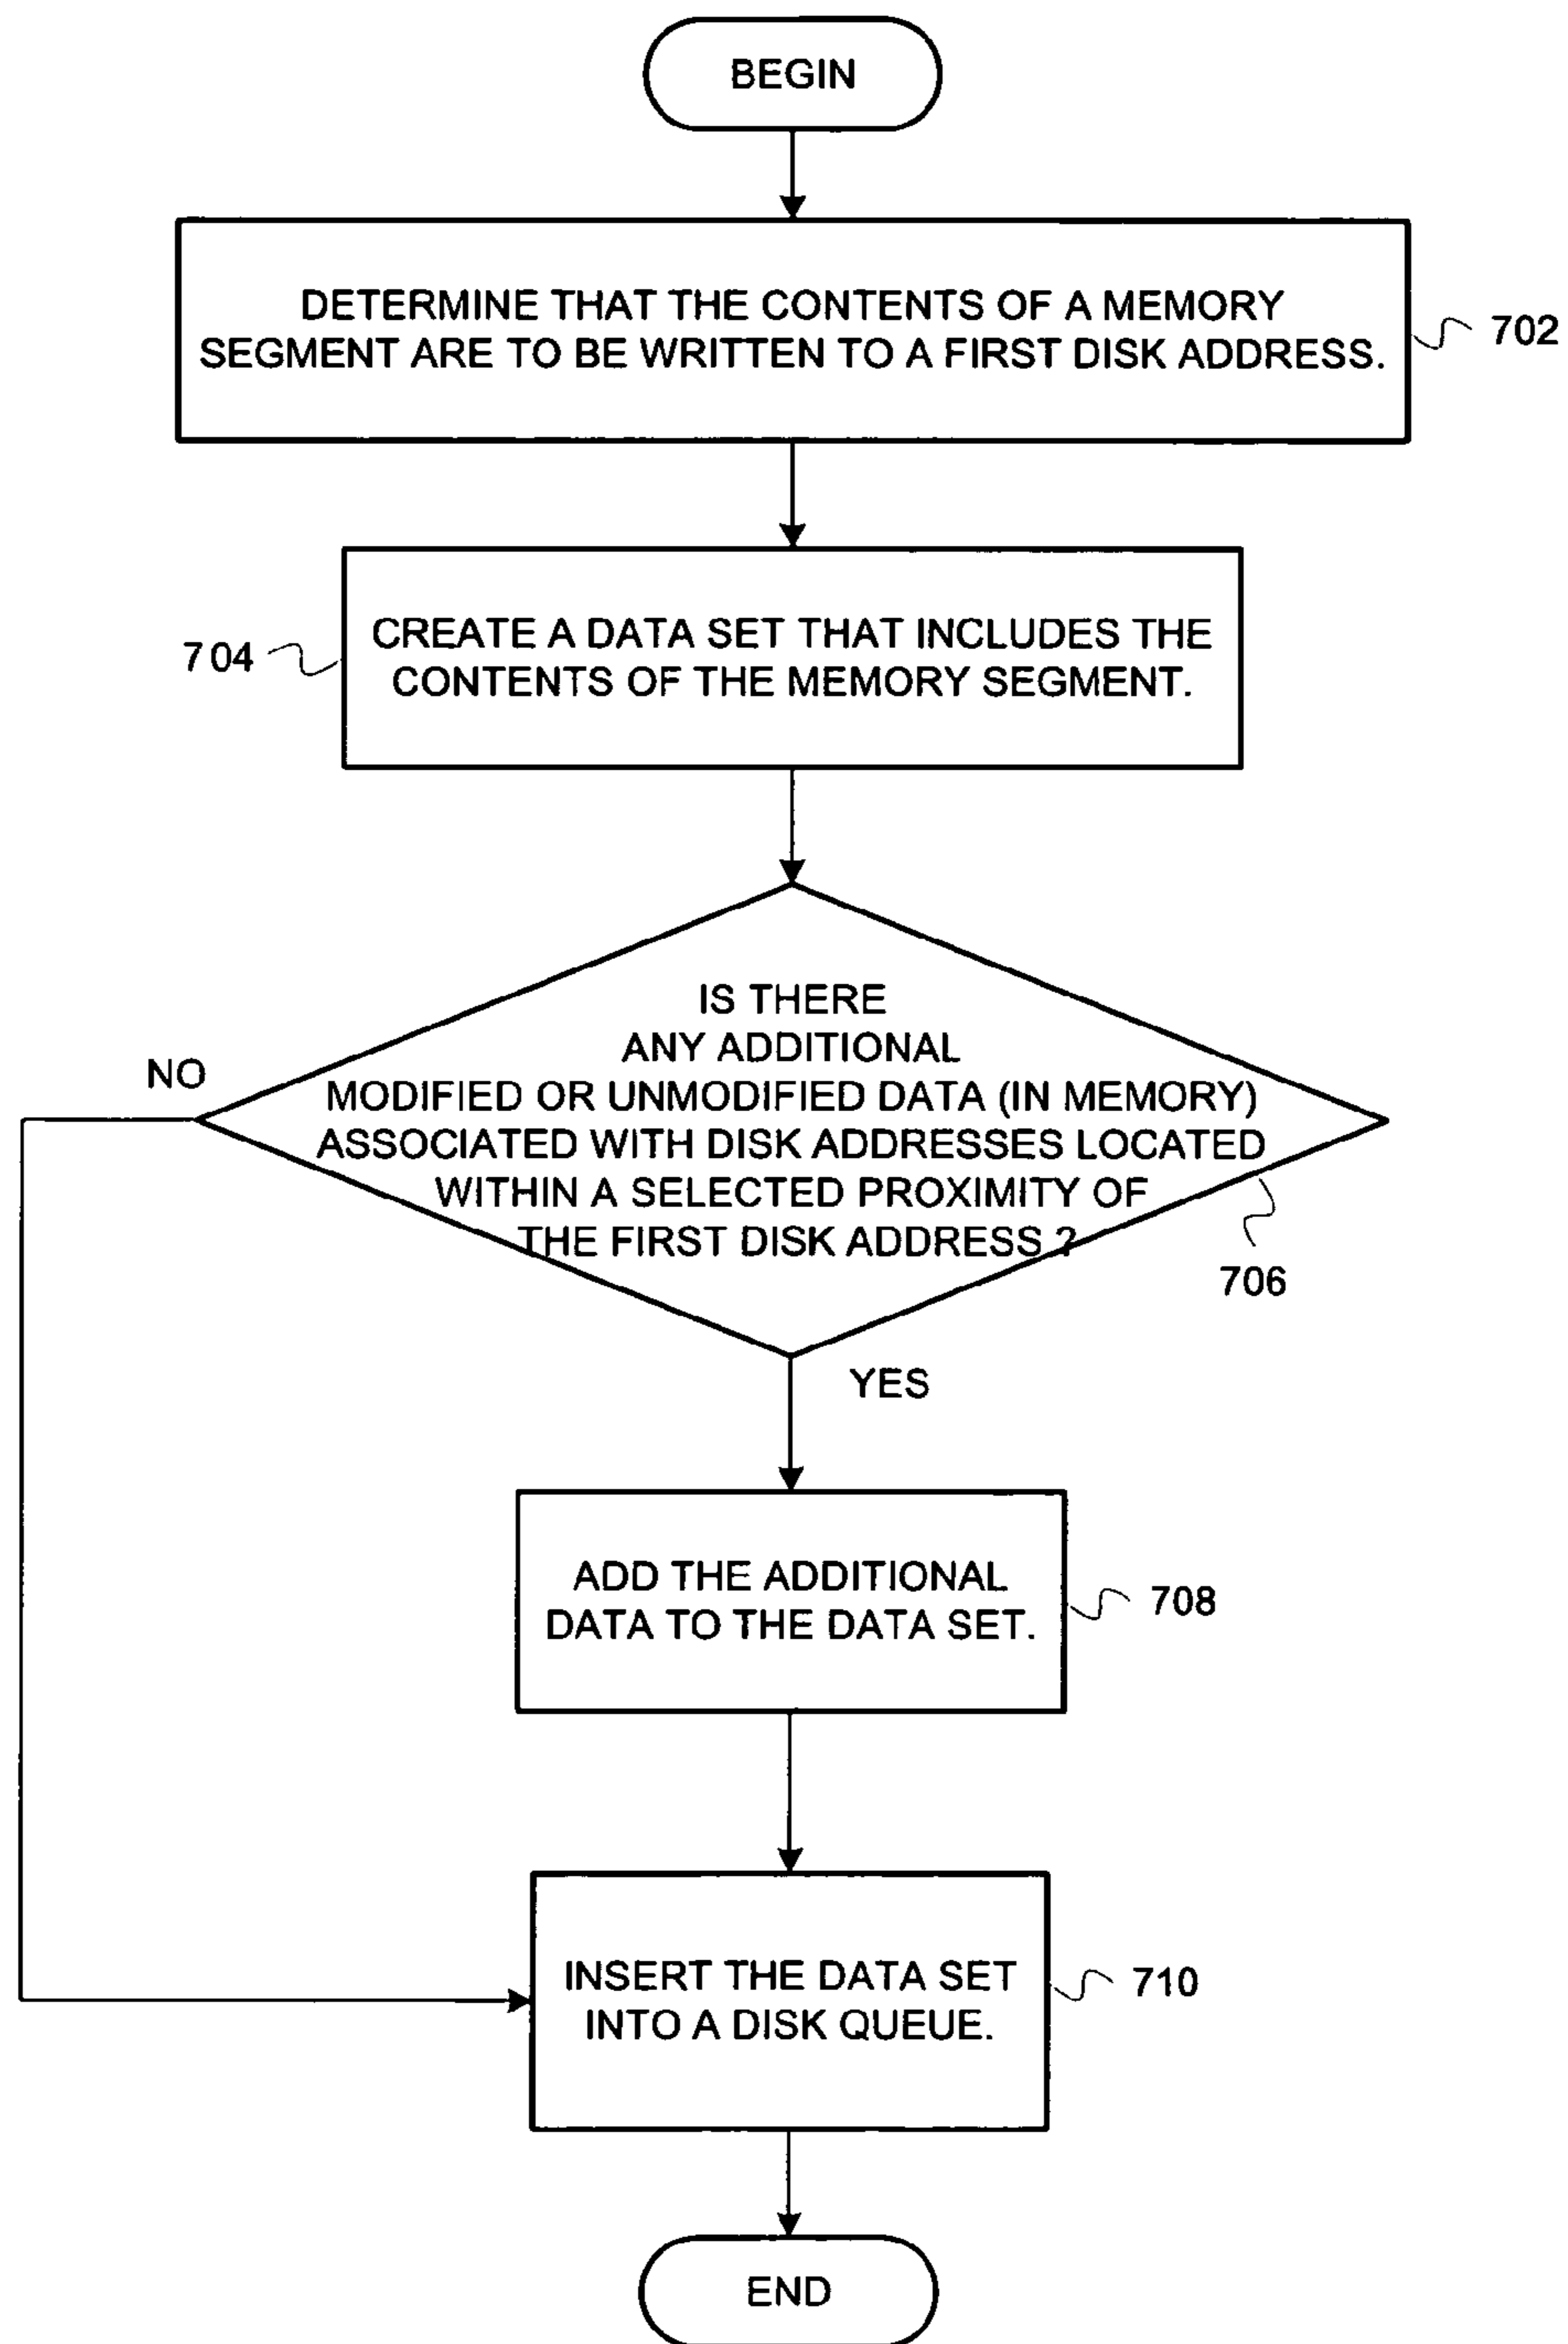 BEGIN
DETERMINE THAT THE CONTENTS OF A MEMORY
SEGMENT ARE TO BE WRITTEN TO A FIRST DISK ADDRESS.
702
704
CREATE A DATA SET THAT INCLUDES THE
CONTENTS OF THE MEMORY SEGMENT.
IS THERE
ANY ADDITIONAL
MODIFIED OR UNMODIFIED DATA (IN MEMORY)
ASSOCIATED WITH DISK ADDRESSES LOCATED
WITHIN A SELECTED PROXIMITY OF
THE FIRST DISK ADDRESS ?
NO
706
YES
ADD THE ADDITIONAL
DATA TO THE DATA SET.
708
INSERT THE DATA SET
INTO A DISK QUEUE.
710
END